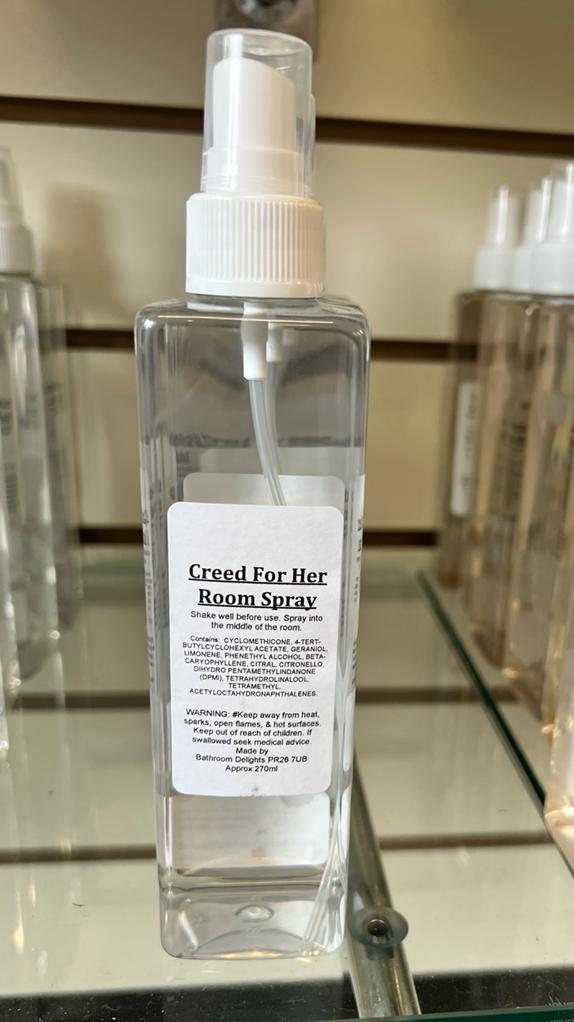 Creed For Her
Room Spray
Shake well before use. Spray into
the middle of the room.
Contains: CYCLOMETHICONE, 4-TERT-
BUTYLCYCLOHEXYL ACETATE, GERANIOL,
LIMONENE, PHENETHYL ALCOHOL, BETA-
CARYOPHYLLENE, CITRAL, CITRONELLO,
DIHYDRO PENTAMETHYLINDANONE
(DPMI), TETRAHYDROLINALOOL,
TETRAMETHYL,
ACETYLOCTAHYDRONAPHTHALENES.
WARNING: #Keep away from heat,
sparks, open flames, & hot surfaces.
Keep out of reach of children. If
swallowed seek medical advice.
Made by
Bathroom Delights PR26 7UB
Approx 270ml